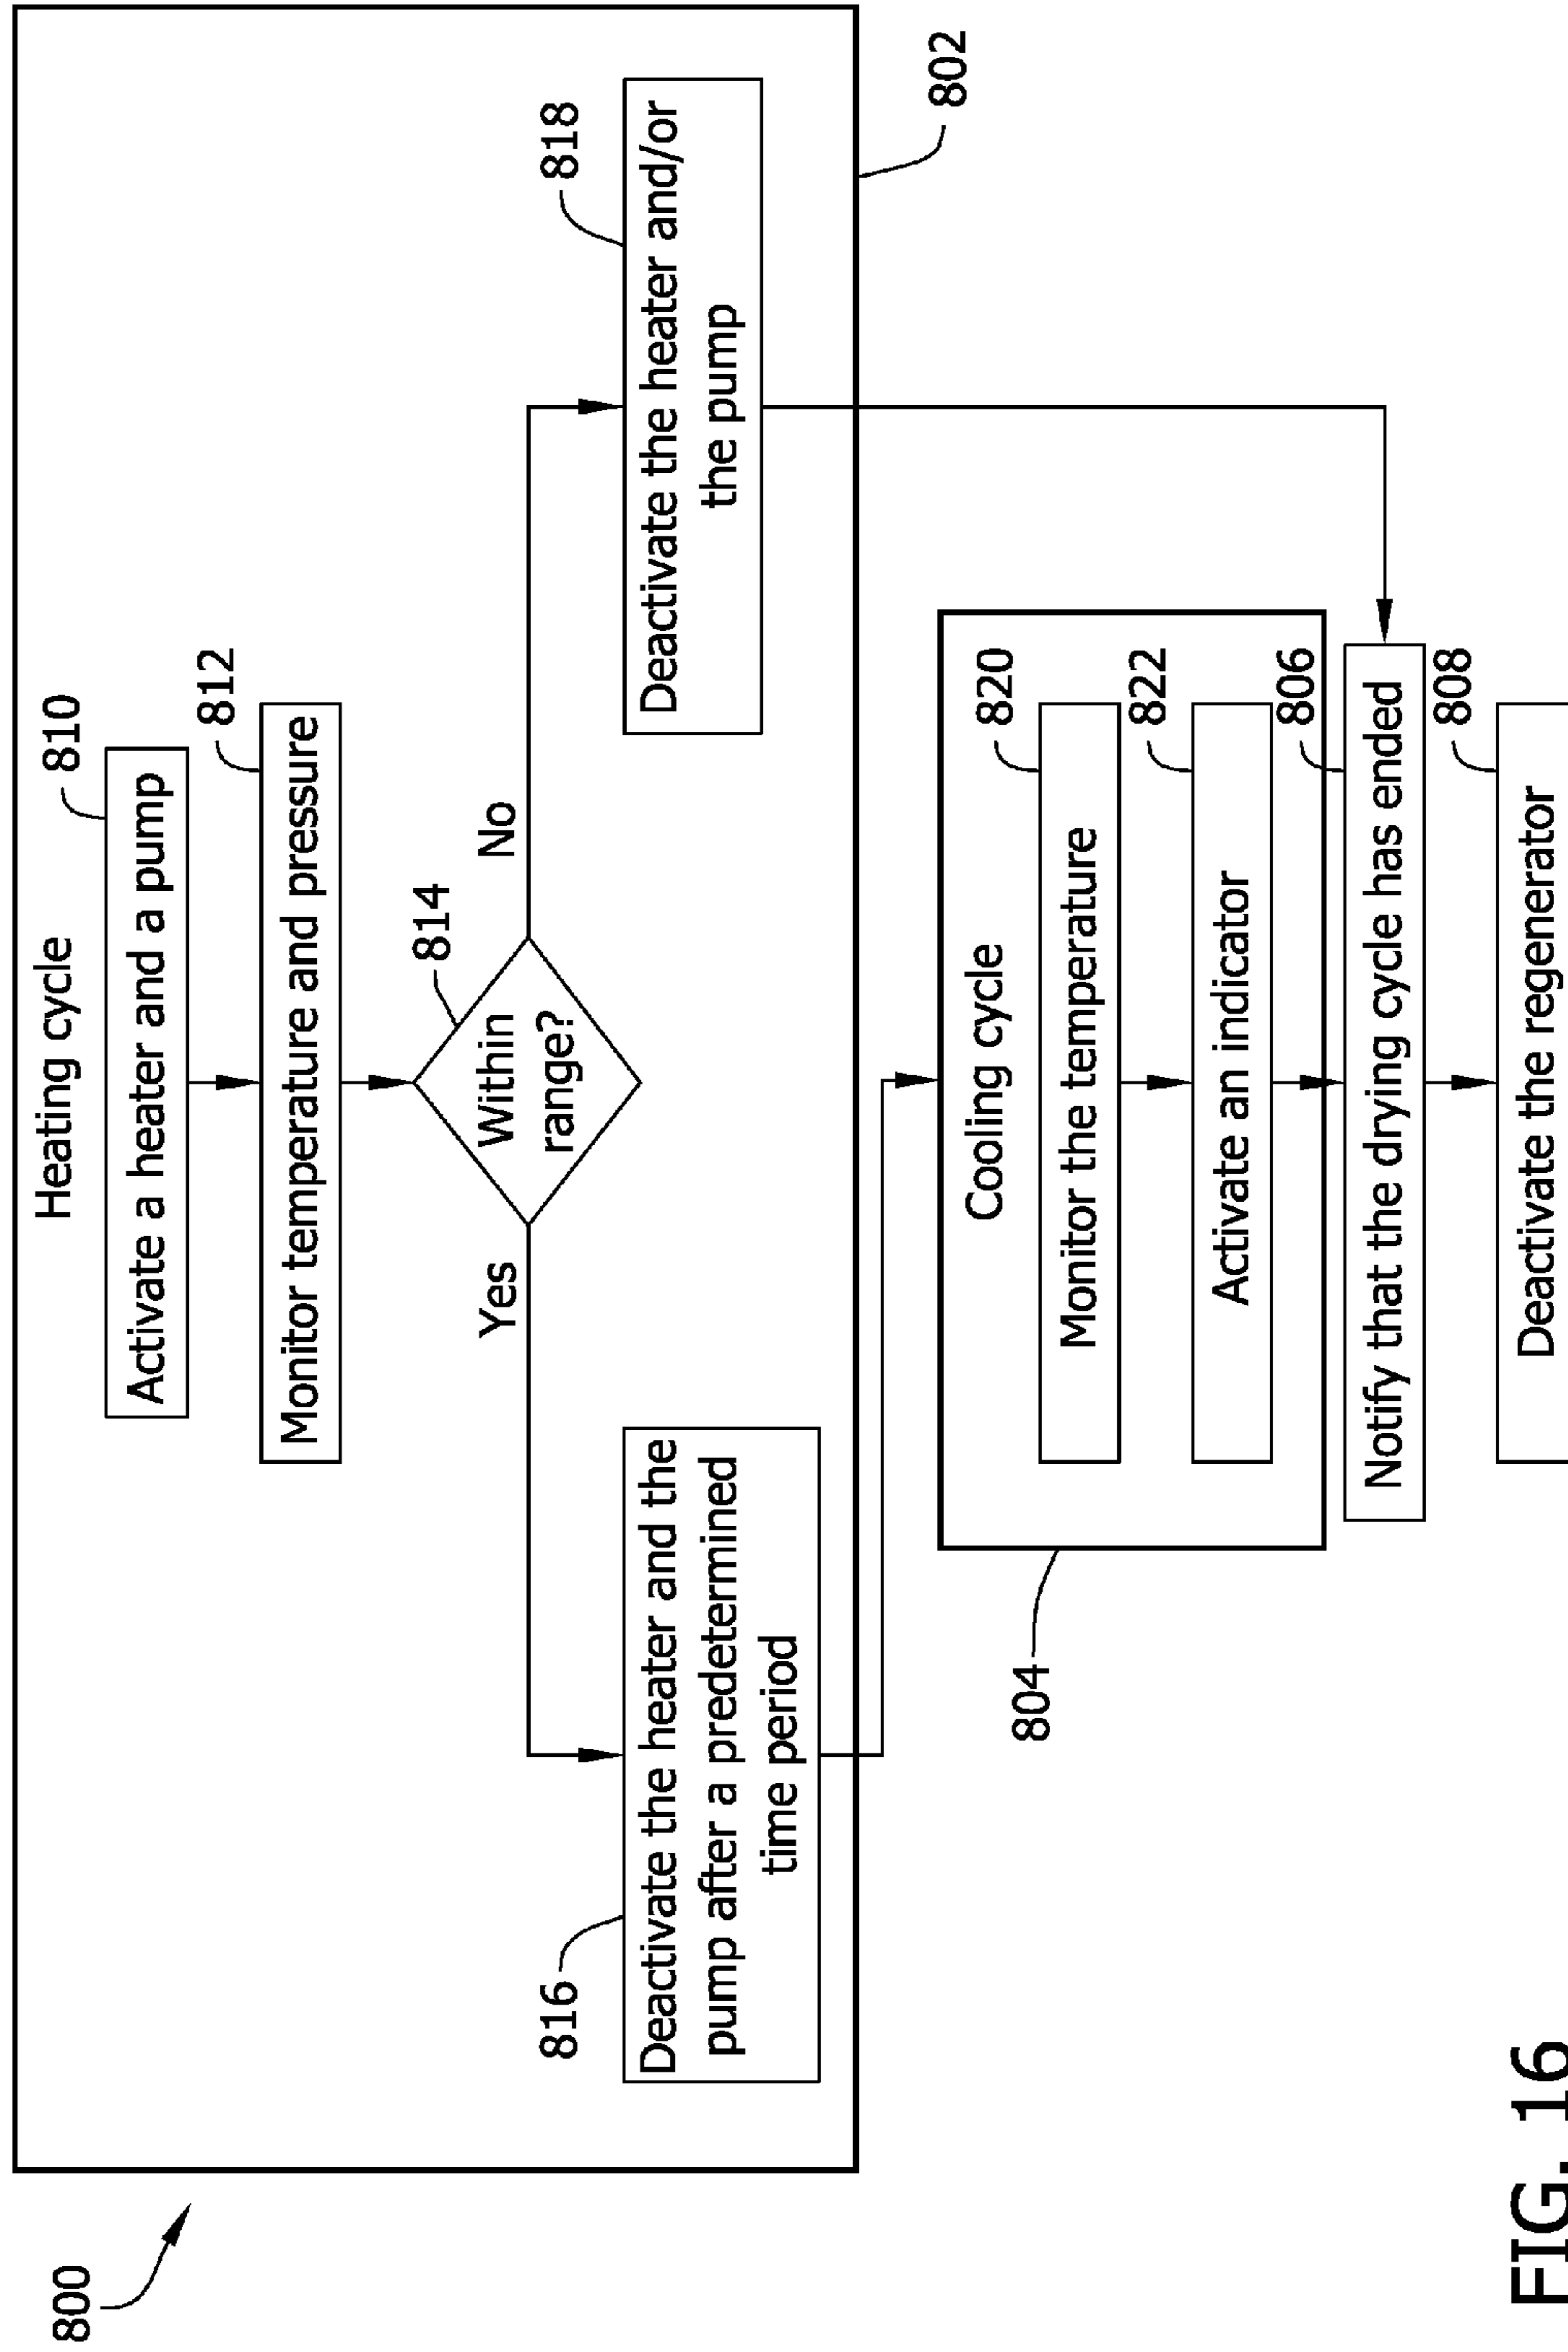 800
Heating cycle
810
Activate a heater and a pump
812
Monitor temperature and pressure
814
Within
range?
Yes
No
816
Deactivate the heater and the
pump after a predetermined
time period
818
Deactivate the heater and/or
the pump
802
804
Cooling cycle
820
Monitor the temperature
822
Activate an indicator
806
Notify that the drying cycle has ended
808
Deactivate the regenerator
FIG. 16